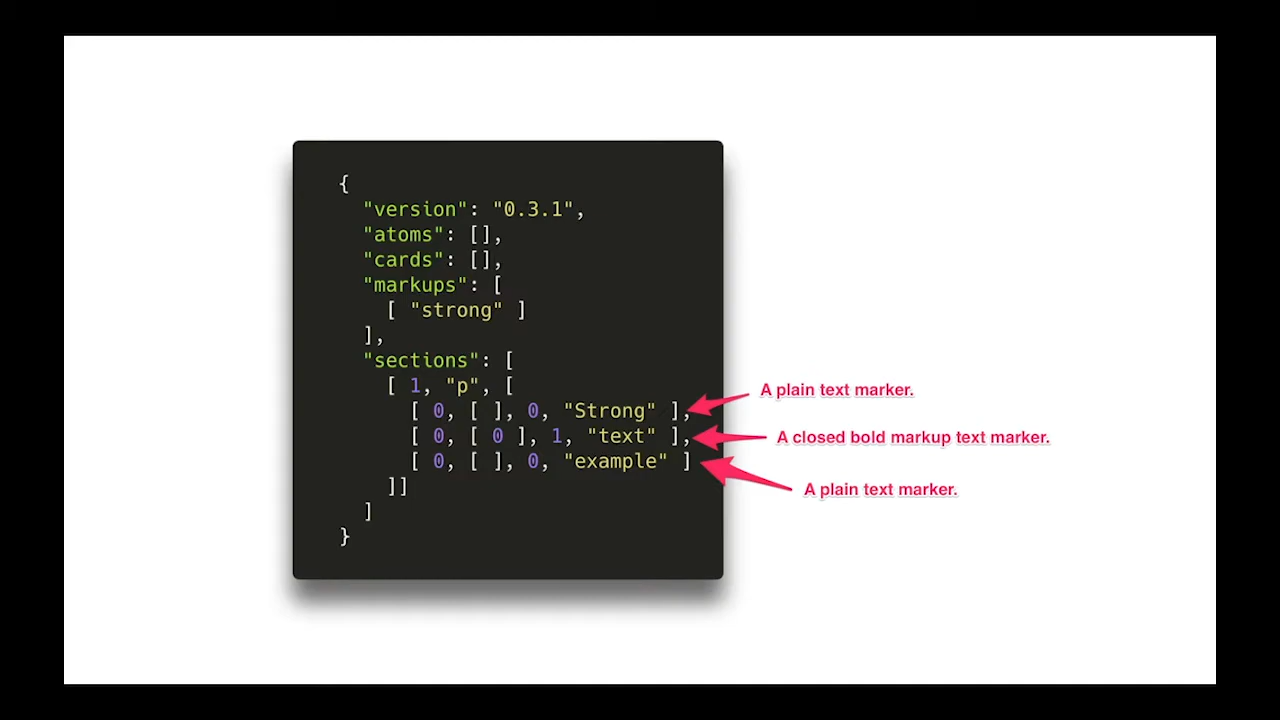 {
"version": "0.3.1",
"atoms": [],
"cards": [],
"markups": [
[ "strong" ]
],
"sections": [
[ 1, "p", [
[ 0, [ ], 0, "Strong" ],
A plain text marker.
[ 0, [ 0 ], 1, "text" ],
A closed bold markup text marker.
[ 0, [ ], 0, "example" ]
A plain text marker.
]]
]
}